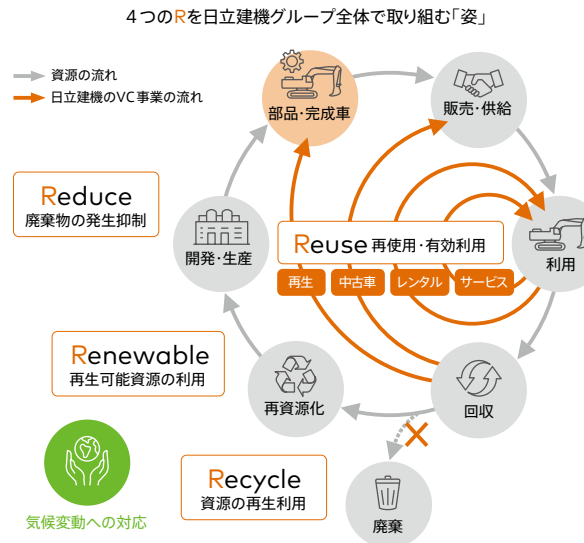 4つのRを日立建機グループ全体で取り組む「姿」
資源の流れ
日立建機のVC事業の流れ
部品・完成車
販売・供給
Reduce
廃棄物の発生抑制
開発・生産
Reuse 再使用・有効利用
再生
中古車
レンタル
サービス
利用
Renewable
再生可能資源の利用
再資源化
回収
気候変動への対応
Recycle
資源の再生利用
廃棄